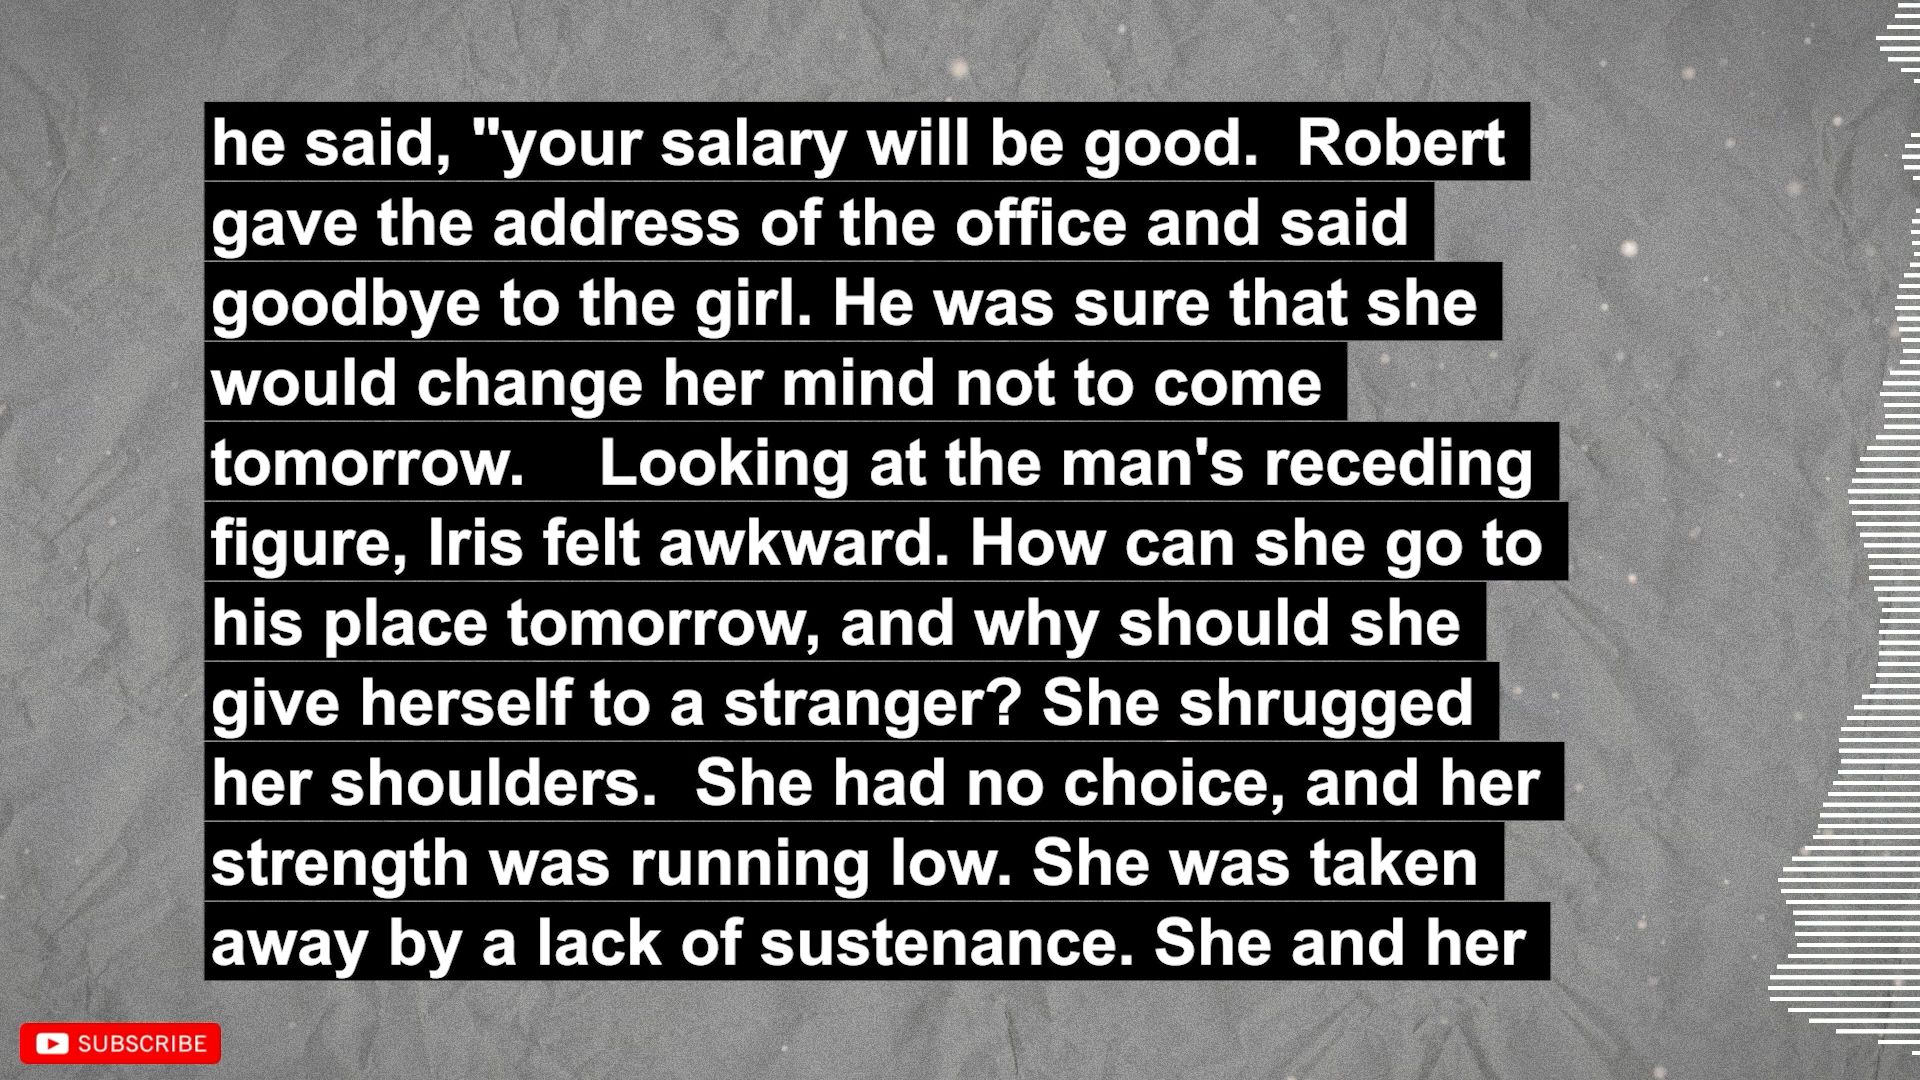 he said, "your salary will be good.  Robert
gave the address of the office and said
goodbye to the girl. He was sure that she
would change her mind not to come
tomorrow.    Looking at the man's receding
figure, Iris felt awkward. How can she go to
his place tomorrow, and why should she
give herself to a stranger? She shrugged
her shoulders.  She had no choice, and her
strength was running low. She was taken
away by a lack of sustenance. She and her
SUBSCRIBE